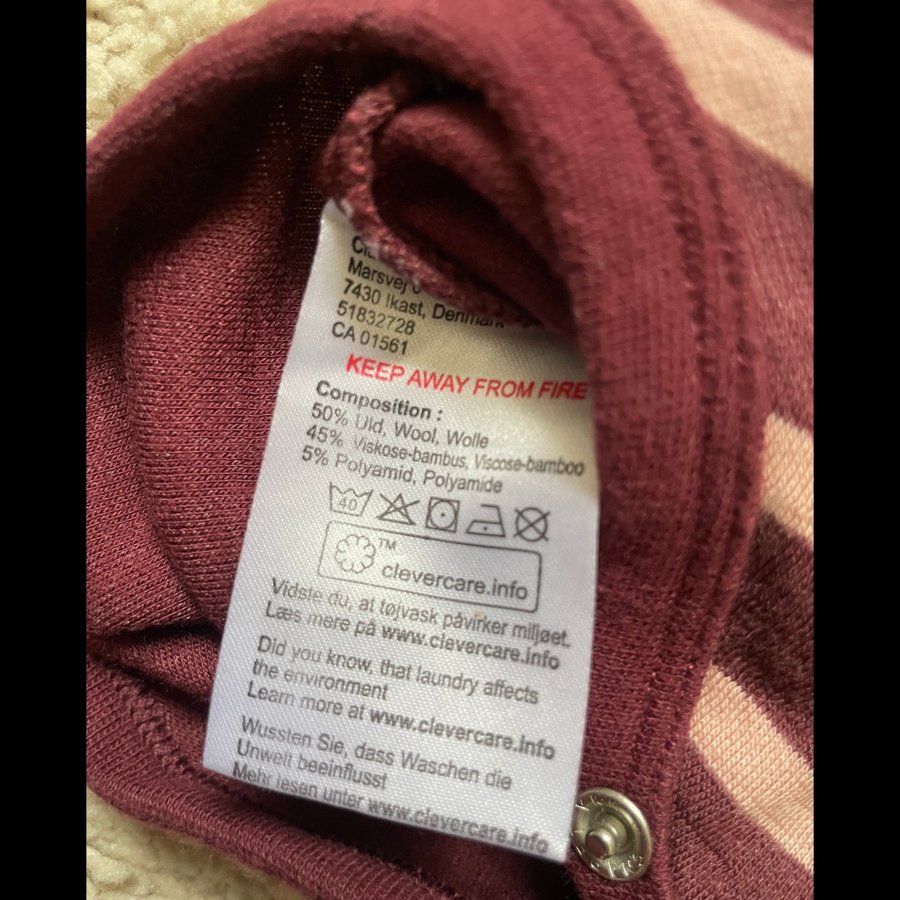 Marsvej
7430 Ikast, Denmark
51832728
CA 01561
KEEP AWAY FROM FIRE
Composition :
50% Uld, Wool, Wolle
45% Viskose-bambus, Viscose-bamboo
5% Polyamid, Polyamide
40
TM
clevercare.info
Vidste du, at tøjvask påvirker miljøet.
Læs mere på www.clevercare.info
Did you know, that laundry affects
the environment
Learn more at www.clevercare.info
Wussten Sie, dass Waschen die
Unwelt beeinflusst
Mehr lesen unter www.clevercare.info